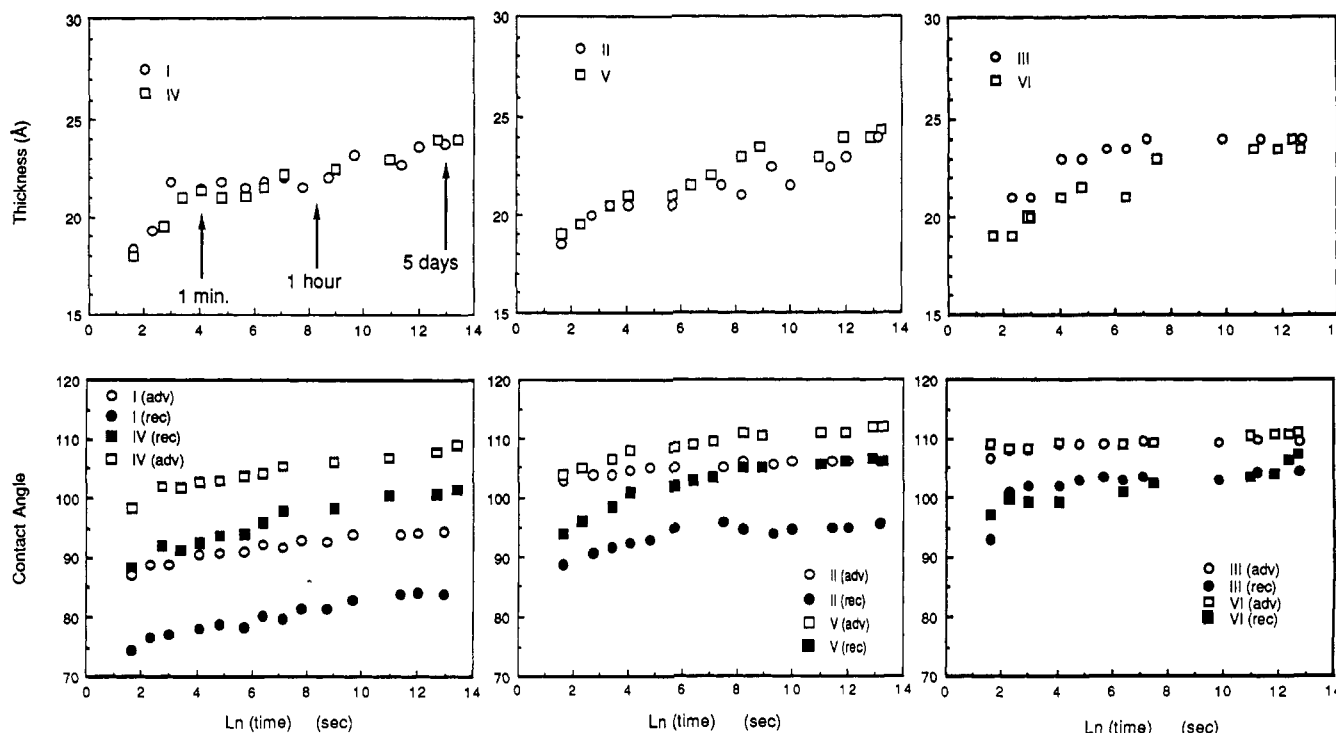 Thickness (Å)
30
25
20
15
0 2 4 6 8 10 12 14
I
IV
1 min.
1 hour
5 days
30
25
20
15
0 2 4 6 8 10 12 14
II
V
30
25
20
15
0 2 4 6 8 10 12 14
III
VI
Contact Angle
120
110
100
90
80
70
0 2 4 6 8 10 12 14
I (adv)
I (rec)
IV (rec)
IV (adv)
Ln (time) (sec)
120
110
100
90
80
70
0 2 4 6 8 10 12 14
II (adv)
II (rec)
V (adv)
V (rec)
Ln (time) (sec)
120
110
100
90
80
70
0 2 4 6 8 10 12 14
III (adv)
III (rec)
VI (adv)
VI (rec)
Ln (time) (sec)